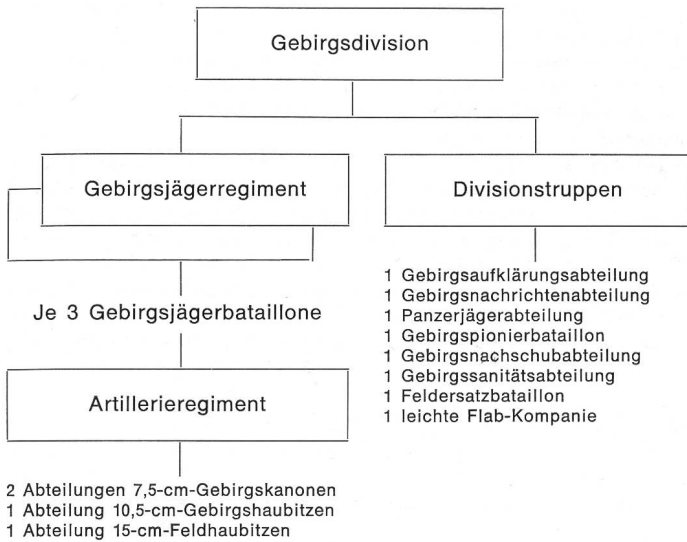 Gebirgsdivision
Gebirgsjägerregiment
Je 3 Gebirgsjägerbataillone
Artillerieregiment
2 Abteilungen 7,5-cm-Gebirgskanonen
1 Abteilung 10,5-cm-Gebirgshaubitzen
1 Abteilung 15-cm-Feldhaubitzen
Divisionstruppen
1 Gebirgsaufklärungsabteilung
1 Gebirgsnachrichtenabteilung
1 Panzerjägerabteilung
1 Gebirgspionierbataillon
1 Gebirgsnachschubabteilung
1 Gebirgssanitätsabteilung
1 Feldersatzbataillon
1 leichte Flab-Kompanie